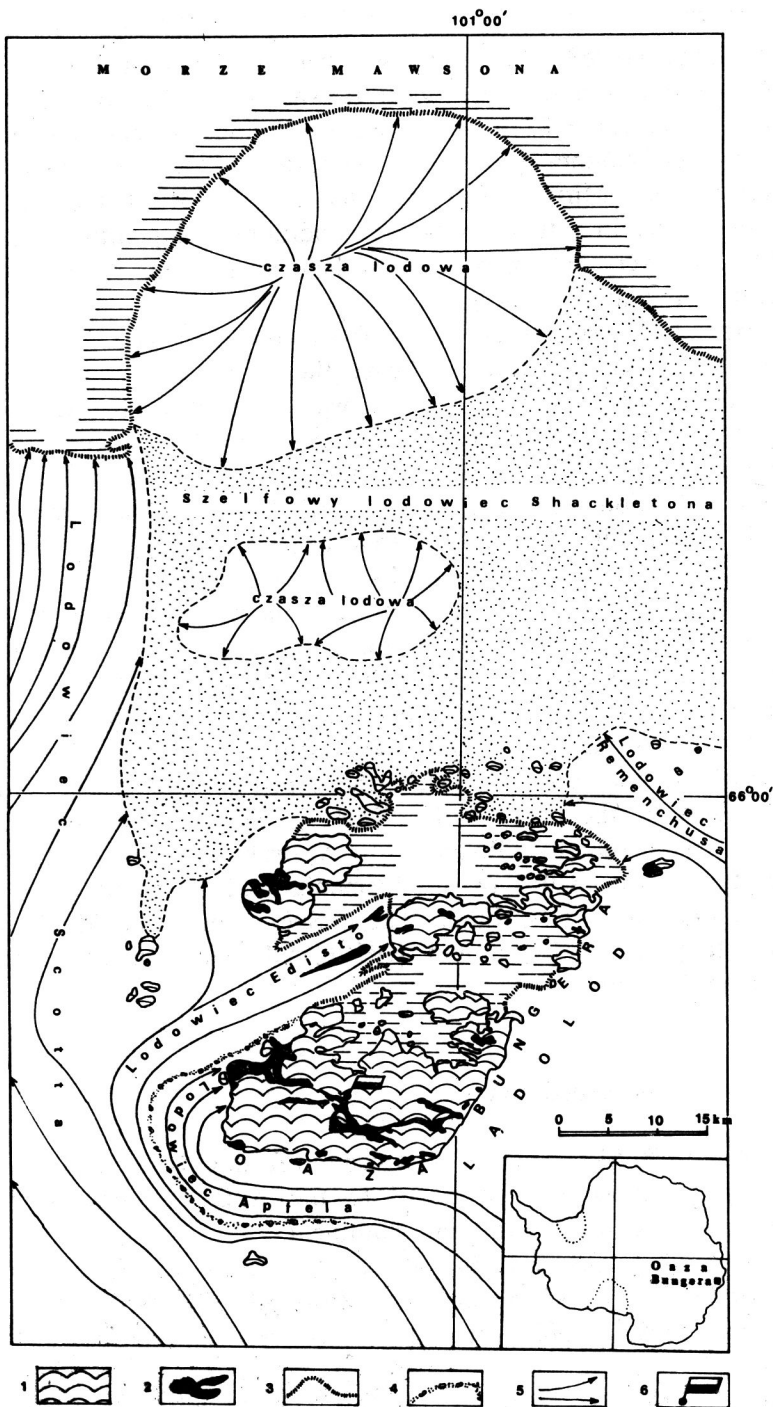 101°00'
MORZE MAWSONA
czasza lodowa
Szelfowy lodowiec Shackletona
czasza lodowa
Lodowiec Scotta
Lodowiec
Remenchusa
66°00'
Lodowiec Edisto
Lodowiec Apfela
OAZA BUNGERA
LĄDOLÓD
0 5 10 15 km
Oaza
Bungeram
1 2 3 4 5 6